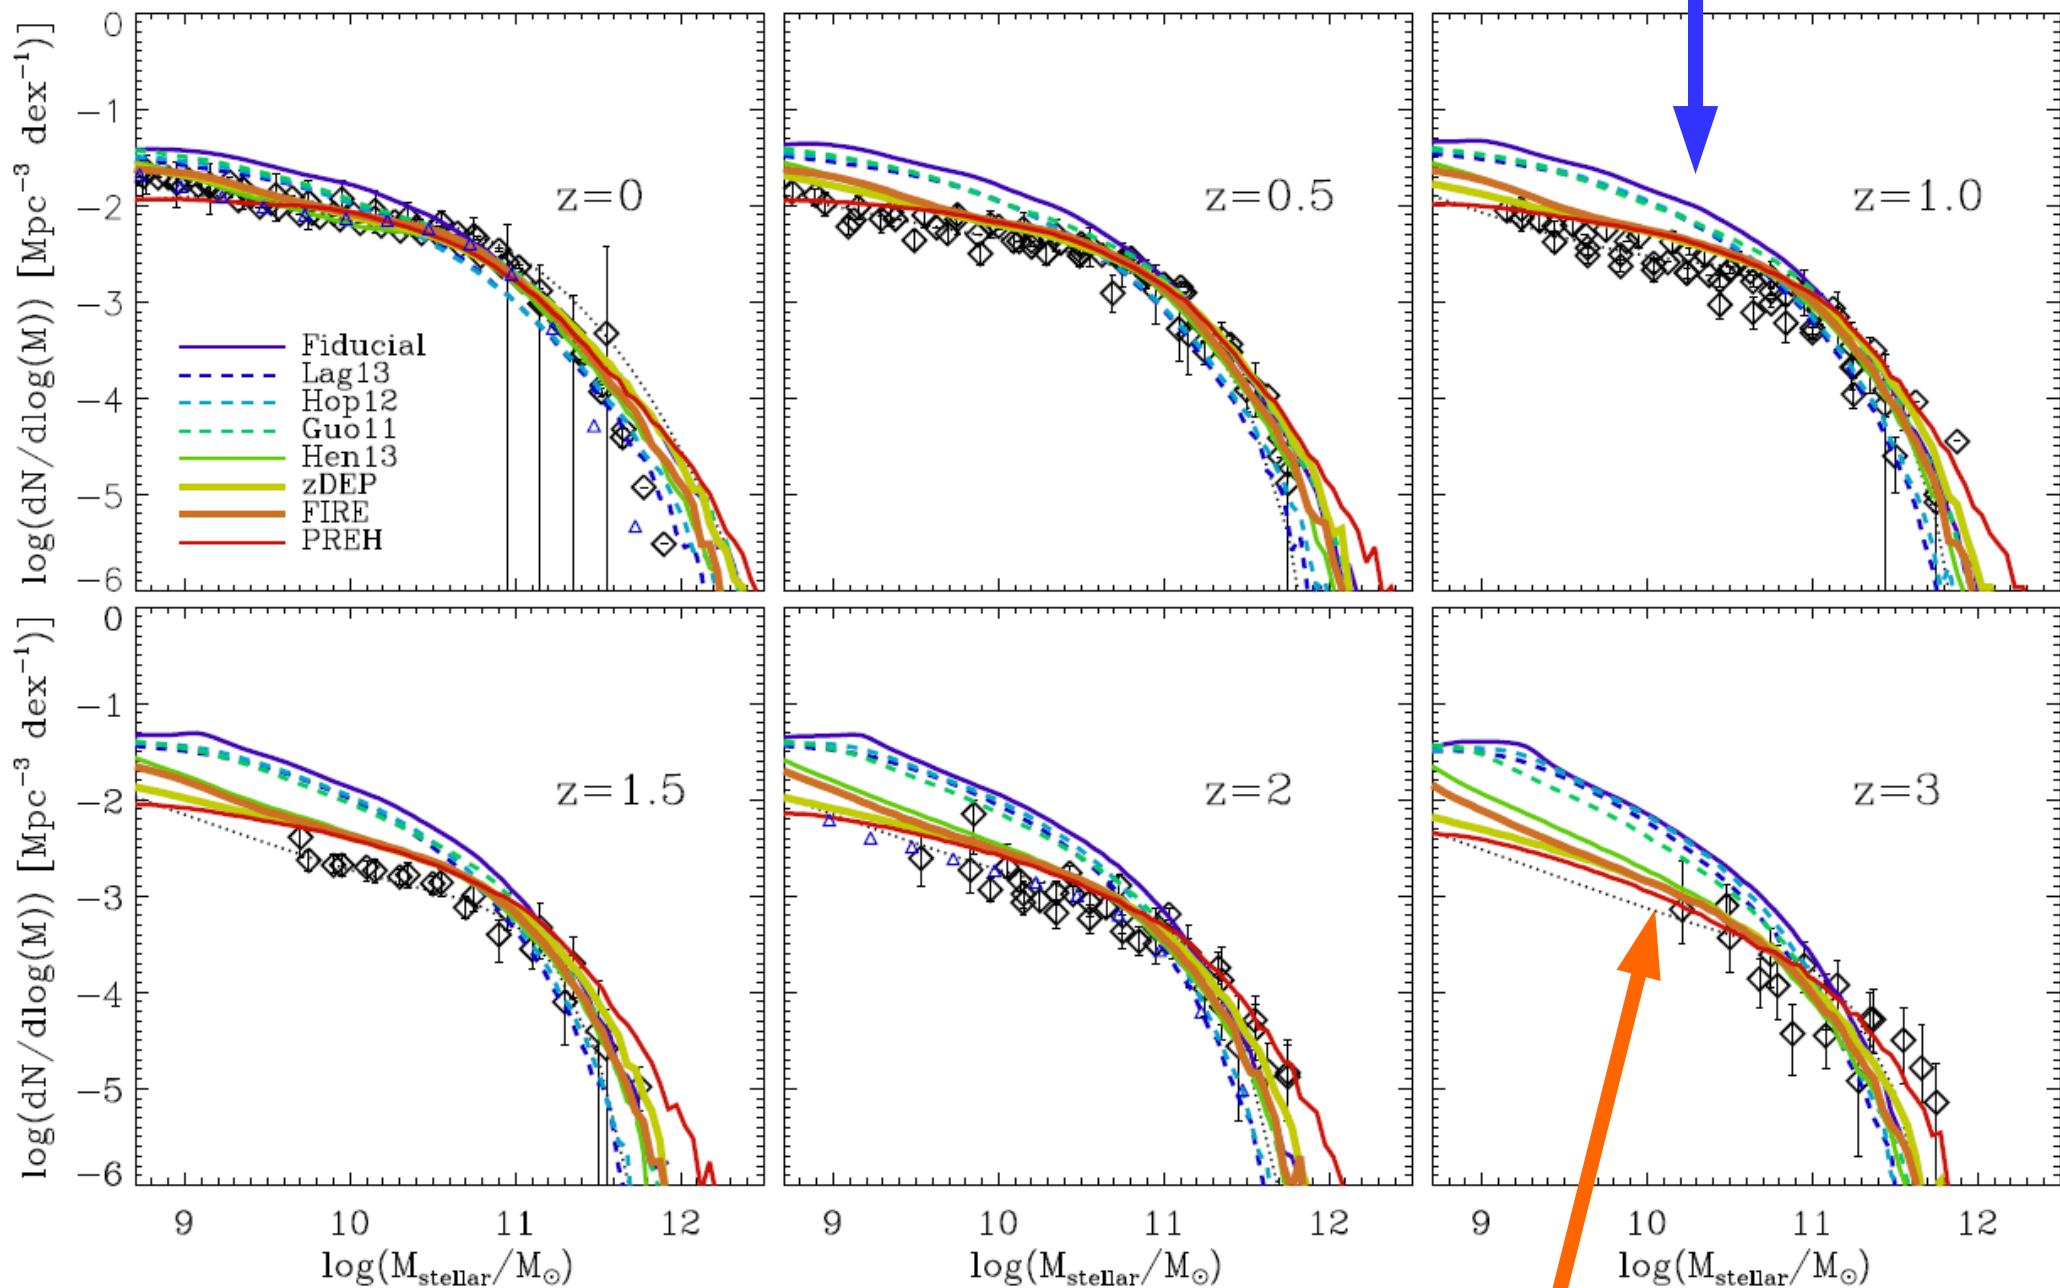 log(dN/dlog(M)) [Mpc⁻³ dex⁻¹]
0
−1
−2
−3
−4
−5
−6
z=0
Fiducial
Lag13
Hop12
Guo11
Hen13
zDEP
FIRE
PREH
z=0.5
z=1.0
log(dN/dlog(M)) [Mpc⁻³ dex⁻¹]
0
−1
−2
−3
−4
−5
−6
z=1.5
z=2
z=3
9 10 11 12
9 10 11 12
9 10 11 12
log(M_stellar/M_⊙)
log(M_stellar/M_⊙)
log(M_stellar/M_⊙)